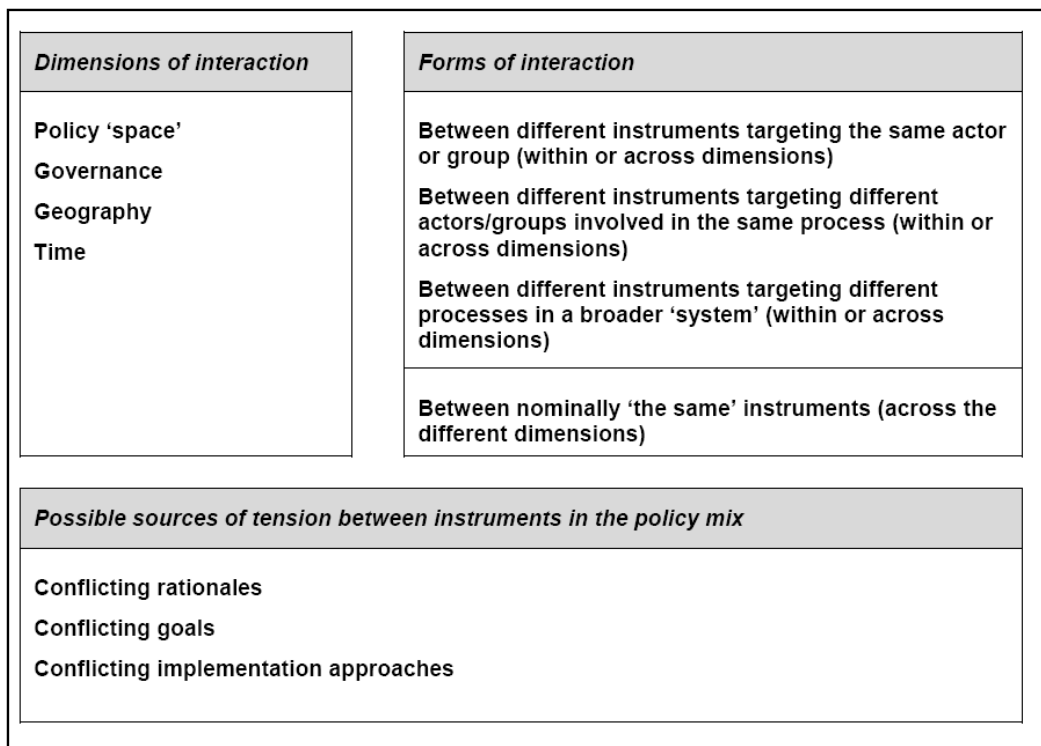 Dimensions of interaction
Policy ‘space’
Governance
Geography
Time
Forms of interaction
Between different instruments targeting the same actor
or group (within or across dimensions)
Between different instruments targeting different
actors/groups involved in the same process (within or
across dimensions)
Between different instruments targeting different
processes in a broader ‘system’ (within or across
dimensions)
Between nominally ‘the same’ instruments (across the
different dimensions)
Possible sources of tension between instruments in the policy mix
Conflicting rationales
Conflicting goals
Conflicting implementation approaches